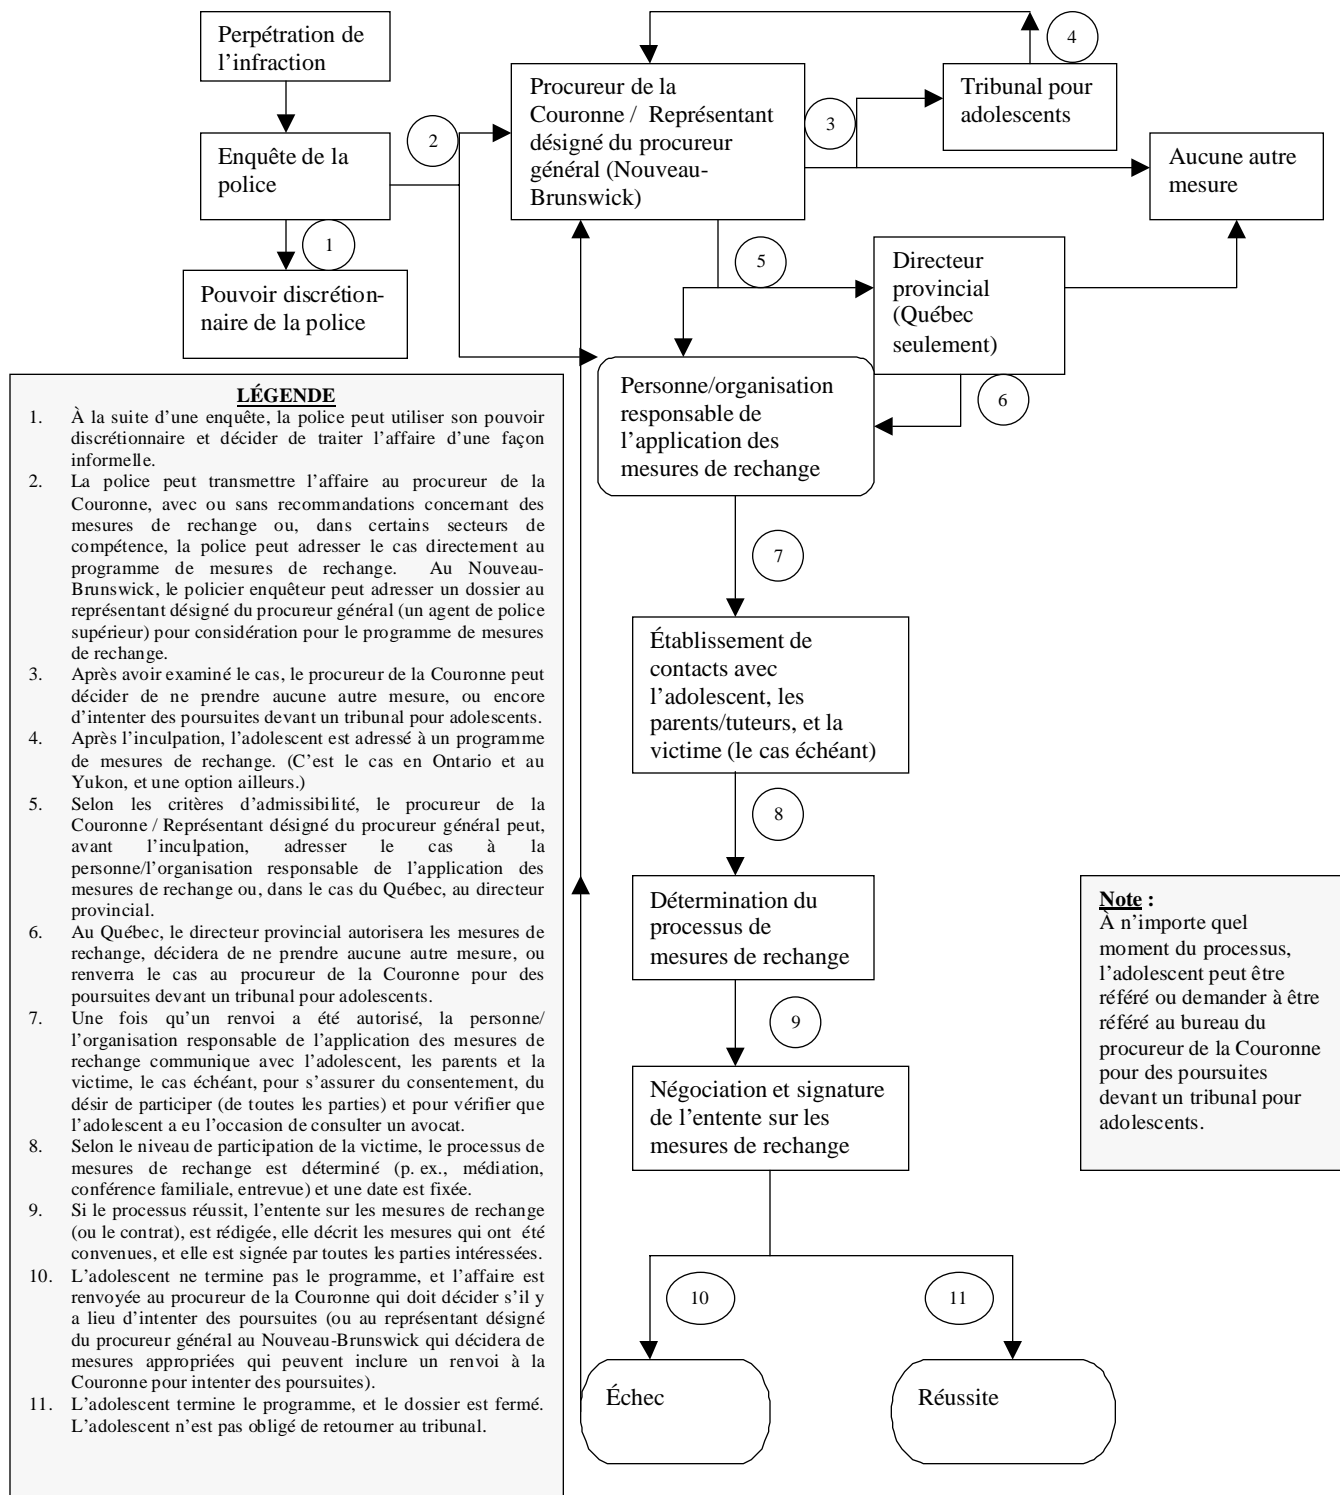 Perpétration de
l’infraction
4
Procureur de la
Couronne / Représentant
désigné du procureur
général (Nouveau-
Brunswick)
Tribunal pour
adolescents
3
2
Enquête de la
police
Aucune autre
mesure
1
5
Directeur
provincial
(Québec
seulement)
Pouvoir discrétion-
naire de la police
Personne/organisation
responsable de
l’application des
mesures de rechange
6
LÉGENDE
1. À la suite d’une enquête, la police peut utiliser son pouvoir
discrétionnaire et décider de traiter l’affaire d’une façon
informelle.
2. La police peut transmettre l’affaire au procureur de la
Couronne, avec ou sans recommandations concernant des
mesures de rechange ou, dans certains secteurs de
compétence, la police peut adresser le cas directement au
programme de mesures de rechange. Au Nouveau-
Brunswick, le policier enquêteur peut adresser un dossier au
représentant désigné du procureur général (un agent de police
supérieur) pour considération pour le programme de mesures
de rechange.
3. Après avoir examiné le cas, le procureur de la Couronne peut
décider de ne prendre aucune autre mesure, ou encore
d’intenter des poursuites devant un tribunal pour adolescents.
4. Après l’inculpation, l’adolescent est adressé à un programme
de mesures de rechange. (C’est le cas en Ontario et au
Yukon, et une option ailleurs.)
5. Selon les critères d’admissibilité, le procureur de la
Couronne / Représentant désigné du procureur général peut,
avant l’inculpation, adresser le cas à la
personne/l’organisation responsable de l’application des
mesures de rechange ou, dans le cas du Québec, au directeur
provincial.
6. Au Québec, le directeur provincial autorisera les mesures de
rechange, décidera de ne prendre aucune autre mesure, ou
renverra le cas au procureur de la Couronne pour des
poursuites devant un tribunal pour adolescents.
7. Une fois qu’un renvoi a été autorisé, la personne/
l’organisation responsable de l’application des mesures de
rechange communique avec l’adolescent, les parents et la
victime, le cas échéant, pour s’assurer du consentement, du
désir de participer (de toutes les parties) et pour vérifier que
l’adolescent a eu l’occasion de consulter un avocat.
8. Selon le niveau de participation de la victime, le processus de
mesures de rechange est déterminé (p. ex., médiation,
conférence familiale, entrevue) et une date est fixée.
9. Si le processus réussit, l’entente sur les mesures de rechange
(ou le contrat), est rédigée, elle décrit les mesures qui ont été
convenues, et elle est signée par toutes les parties intéressées.
10. L’adolescent ne termine pas le programme, et l’affaire est
renvoyée au procureur de la Couronne qui doit décider s’il y
a lieu d’intenter des poursuites (ou au représentant désigné
du procureur général au Nouveau-Brunswick qui décidera de
mesures appropriées qui peuvent inclure un renvoi à la
Couronne pour intenter des poursuites).
11. L’adolescent termine le programme, et le dossier est fermé.
L’adolescent n’est pas obligé de retourner au tribunal.
7
Établissement de
contacts avec
l’adolescent, les
parents/tuteurs, et la
victime (le cas échéant)
8
Détermination du
processus de
mesures de rechange
9
Négociation et signature
de l’entente sur les
mesures de rechange
10
11
Échec
Réussite
Note :
À n’importe quel
moment du processus,
l’adolescent peut être
référé ou demander à être
référé au bureau du
procureur de la Couronne
pour des poursuites
devant un tribunal pour
adolescents.